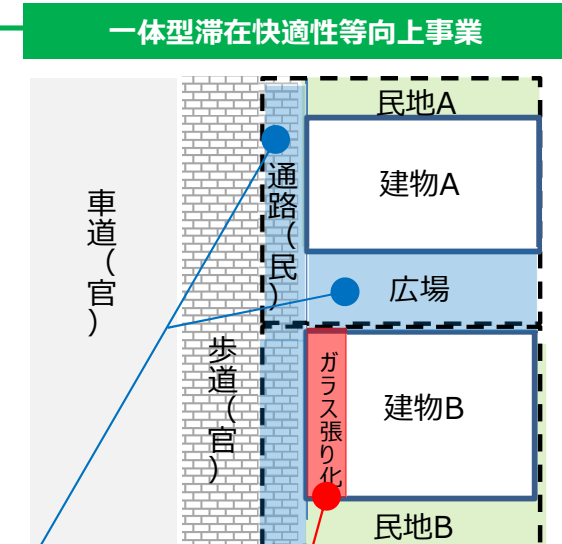 一体型滞在快適性等向上事業
民地A
建物A
通路(民)
車道(官)
広場
歩道(官)
ガラス張り化
建物B
民地B